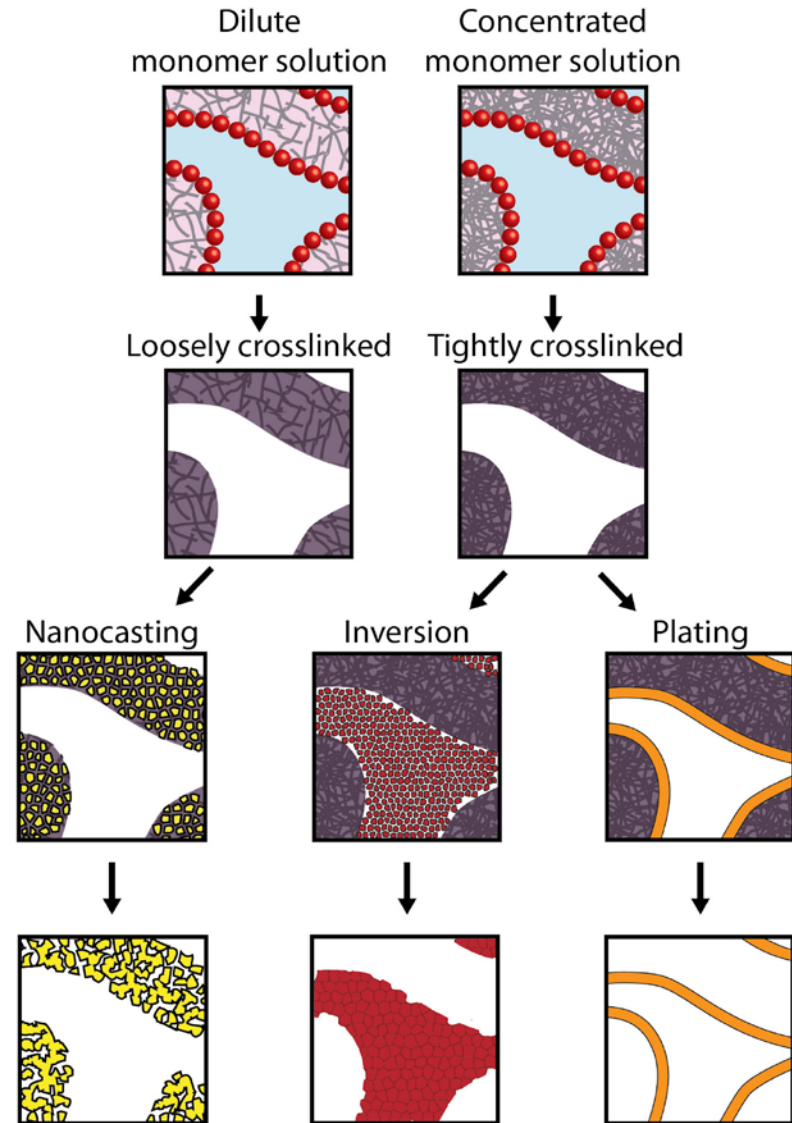 Dilute
monomer solution
Concentrated
monomer solution
Loosely crosslinked
Tightly crosslinked
Nanocasting
Inversion
Plating